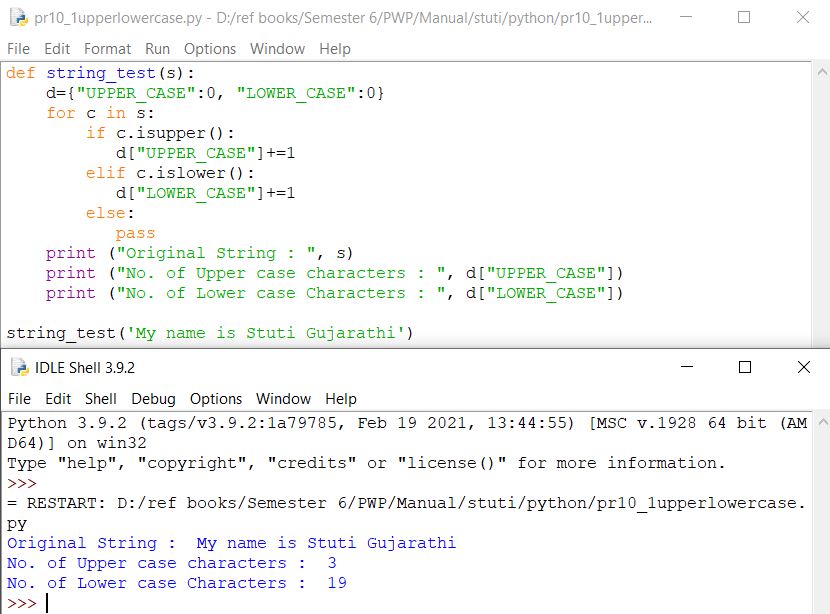 pr10_1upperlowercase.py - D:/ref books/Semester 6/PWP/Manual/stuti/python/pr10_1upper...
File Edit Format Run Options Window Help
def string_test(s):
    d={"UPPER_CASE":0, "LOWER_CASE":0}
    for c in s:
        if c.isupper():
           d["UPPER_CASE"]+=1
        elif c.islower():
           d["LOWER_CASE"]+=1
        else:
           pass
    print ("Original String : ", s)
    print ("No. of Upper case characters : ", d["UPPER_CASE"])
    print ("No. of Lower case Characters : ", d["LOWER_CASE"])
string_test('My name is Stuti Gujarathi')
IDLE Shell 3.9.2
File Edit Shell Debug Options Window Help
Python 3.9.2 (tags/v3.9.2:1a79785, Feb 19 2021, 13:44:55) [MSC v.1928 64 bit (AM
D64)] on win32
Type "help", "copyright", "credits" or "license()" for more information.
>>>
= RESTART: D:/ref books/Semester 6/PWP/Manual/stuti/python/pr10_1upperlowercase.
py
Original String :  My name is Stuti Gujarathi
No. of Upper case characters :  3
No. of Lower case Characters :  19
>>>